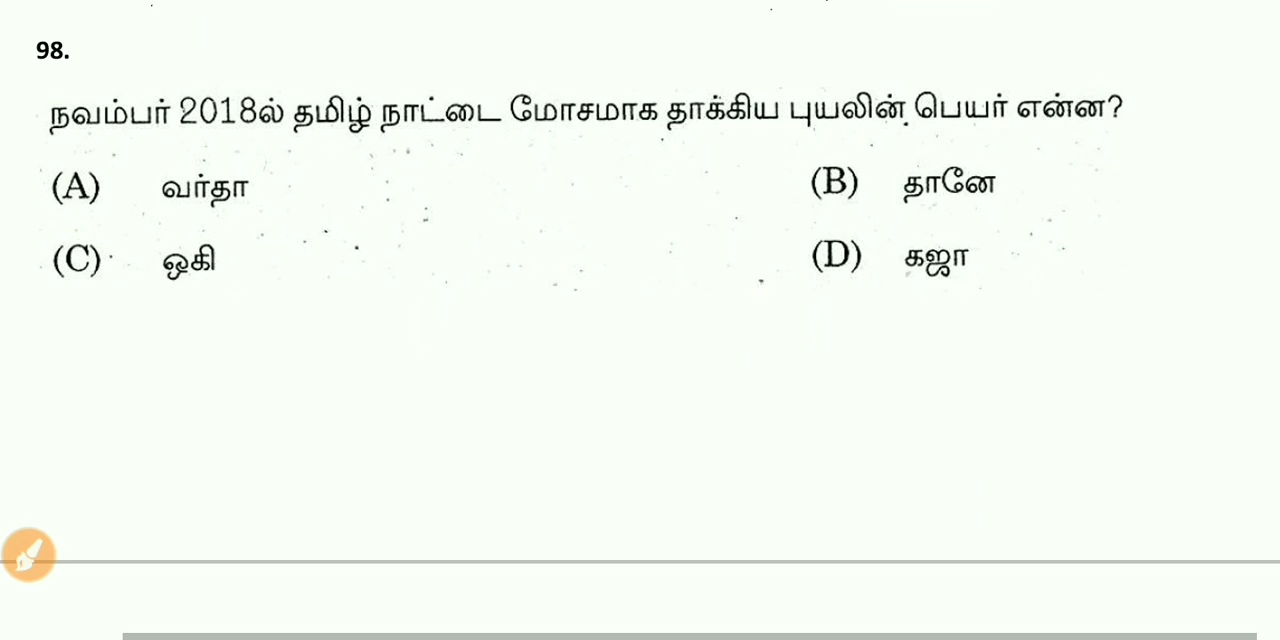 98.
நவம்பர் 2018ல் தமிழ் நாட்டை மோசமாக தாக்கிய புயலின் பெயர் என்ன?
(A) வர்தா (B) தானே
(C) ஒகி (D) கஜா